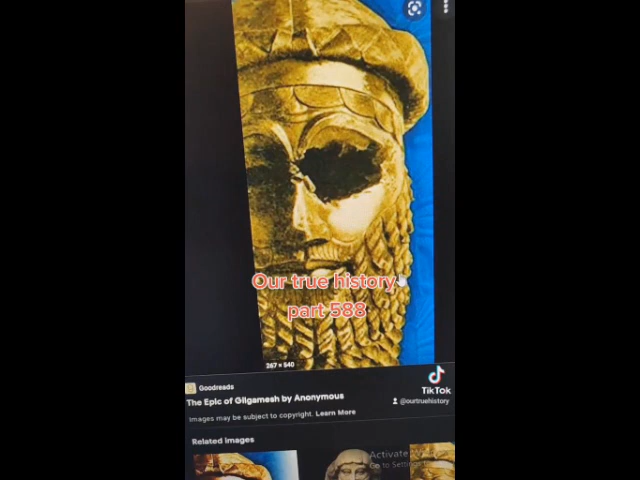 Our true history
part 588
267 × 540
Goodreads
The Epic of Gilgamesh by Anonymous
Images may be subject to copyright. Learn More
TikTok
@ourtruehistory
Related images
Activate
Go to Settings